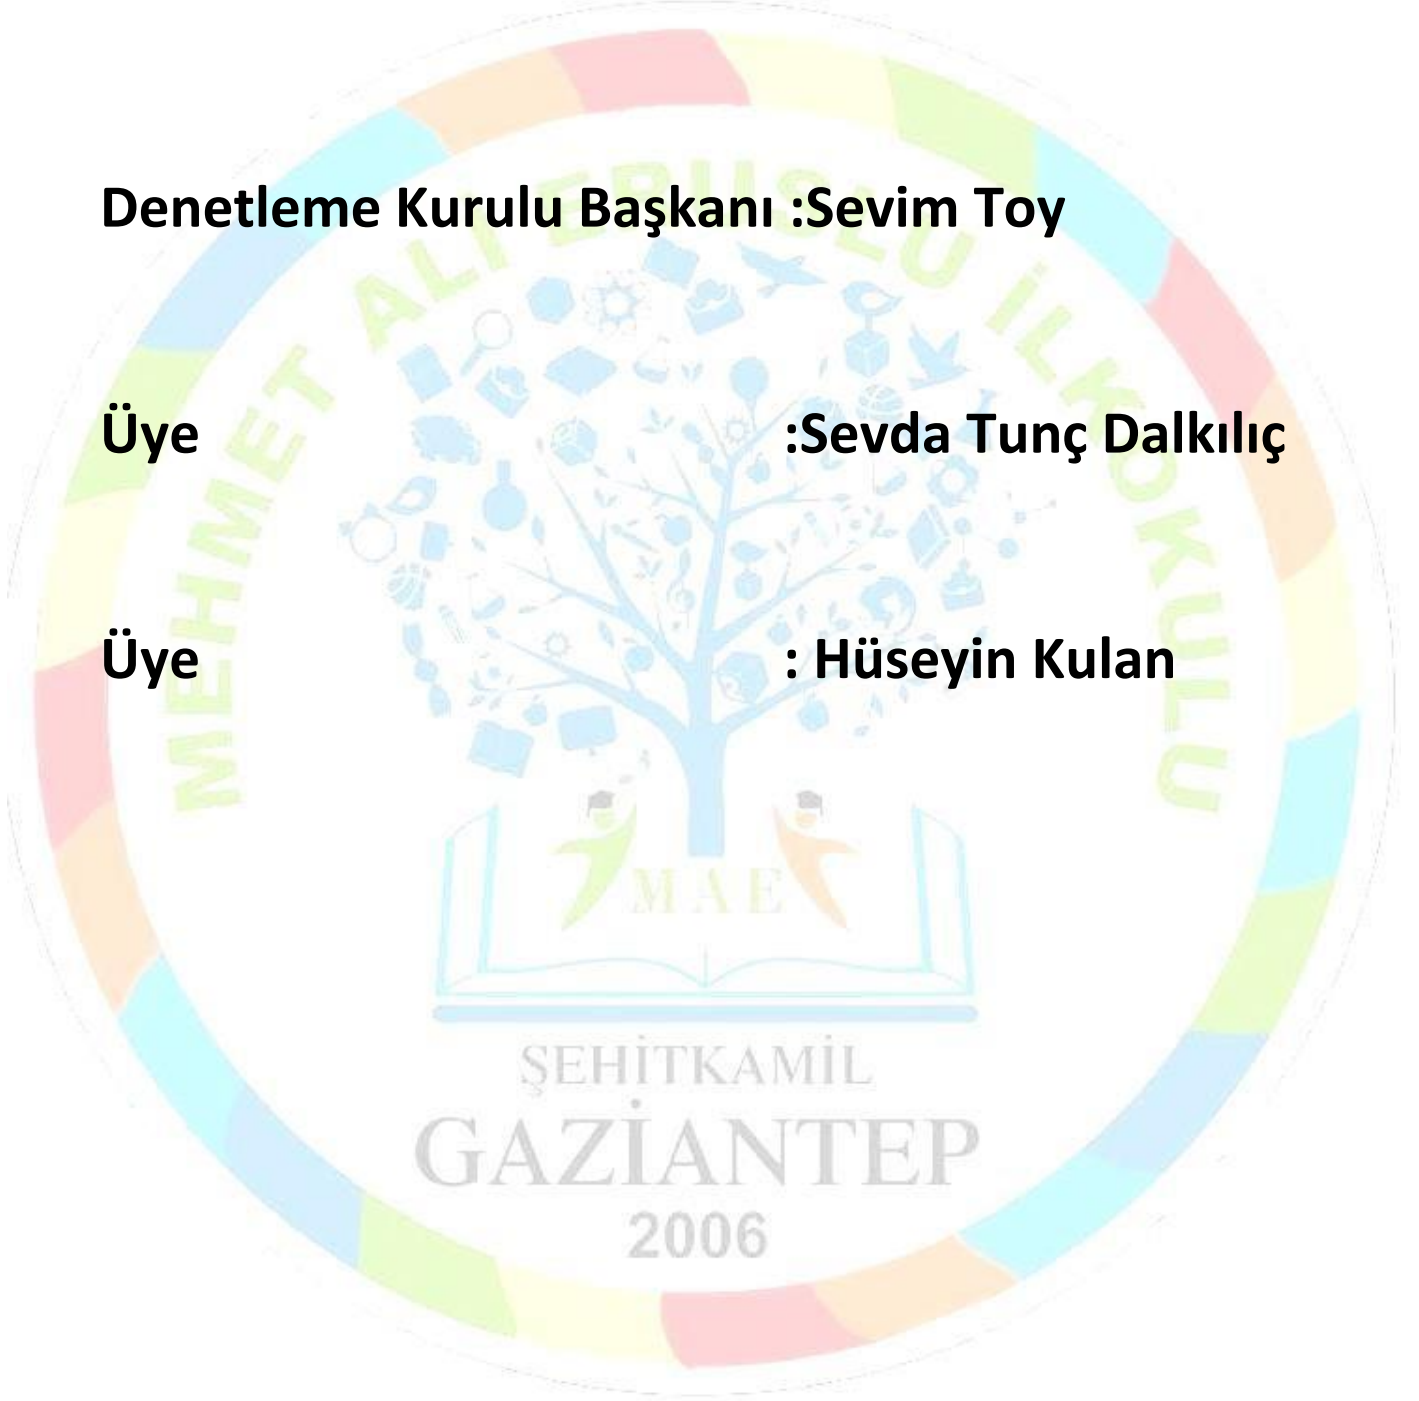 Denetleme Kurulu Başkanı :Sevim Toy
Üye :Sevda Tunç Dalkılıç
Üye : Hüseyin Kulan
MEHMET ALİ ERUSLU İLKOKULU
M A E
ŞEHİTKAMİL
GAZİANTEP
2006